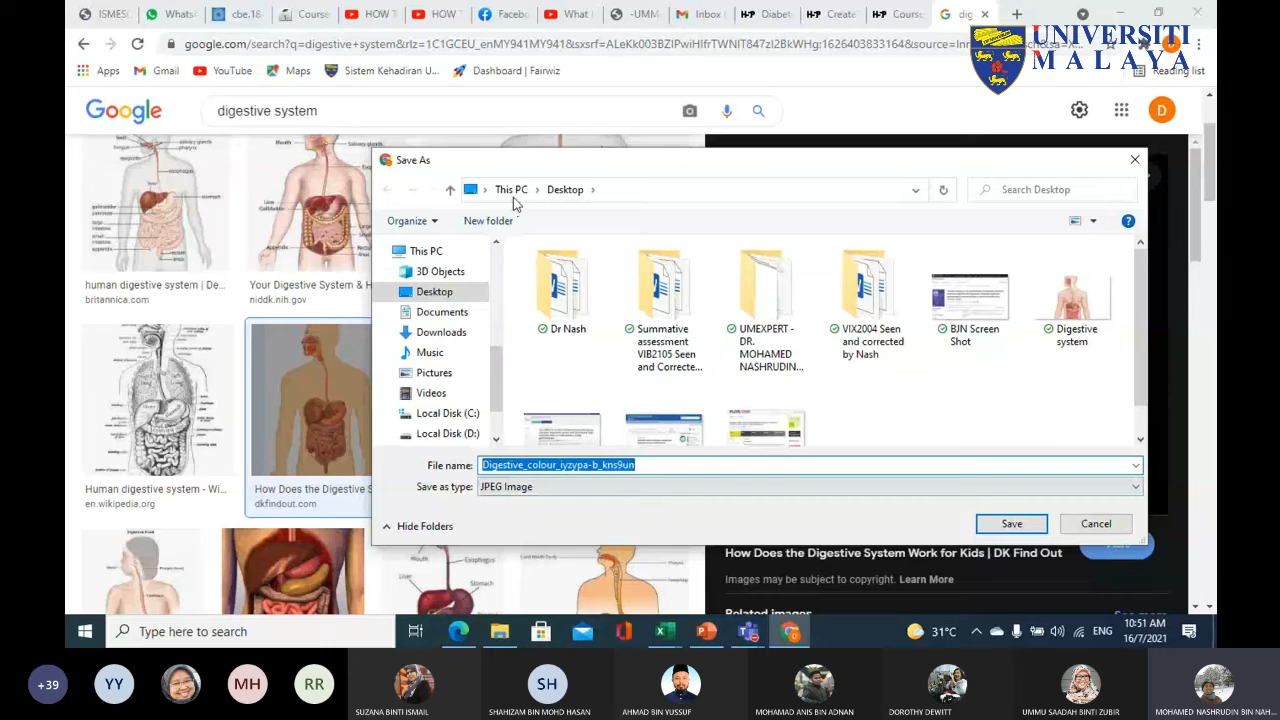 ISMESC
WhatsA
cbe.18-
Course
HOW T
HOW T
Facebo
What I
-UMM
Inbox (
Diabet
Create
Course
dig
google.com/search?q=digestive+system&rlz=1C1GCEU_enMY941MY941&sxsrf=
:1626403833164&source=
UNIVERSITI
MALAYA
Apps
Gmail
YouTube
Maps
Sistem Kehadiran U...
Dashboard | Fairwiz
Reading list
Google
digestive system
D
Save As
This PC
Desktop
Search Desktop
Organize
New folder
This PC
3D Objects
Desktop
Documents
Downloads
Music
Pictures
Videos
Local Disk (C:)
Local Disk (D:)
Dr Nash
Summative
assessment
VIB2105 Seen
and Correcte...
UMEXPERT -
DR.
MOHAMED
NASHRUDIN...
VIX2004 Seen
and corrected
by Nash
BJN Screen
Shot
Digestive
system
File name:
Digestive_colour_iyzypa-b_kns9un
Save as type:
JPEG Image
Hide Folders
Save
Cancel
human digestive system | De...
britannica.com
Your Digestive System & H
niddk.nih.gov
Human digestive system - Wi...
en.wikipedia.org
How Does the Digestive S
dkfindout.com
How Does the Digestive System Work for Kids | DK Find Out
Images may be subject to copyright. Learn More
Related images
See more
Mouth
Liver
Esophagus
Stomach
Type here to search
31°C
ENG
10:51 AM
16/7/2021
+39
YY
MH
RR
SUZANA BINTI ISMAIL
SH
SHAHIZAM BIN MOHD HASAN
AHMAD BIN YUSSUF
MOHAMAD ANIS BIN ADNAN
DOROTHY DEWITT
UMMU SAADAH BINTI ZUBIR
MOHAMED NASHRUDIN BIN NAH...